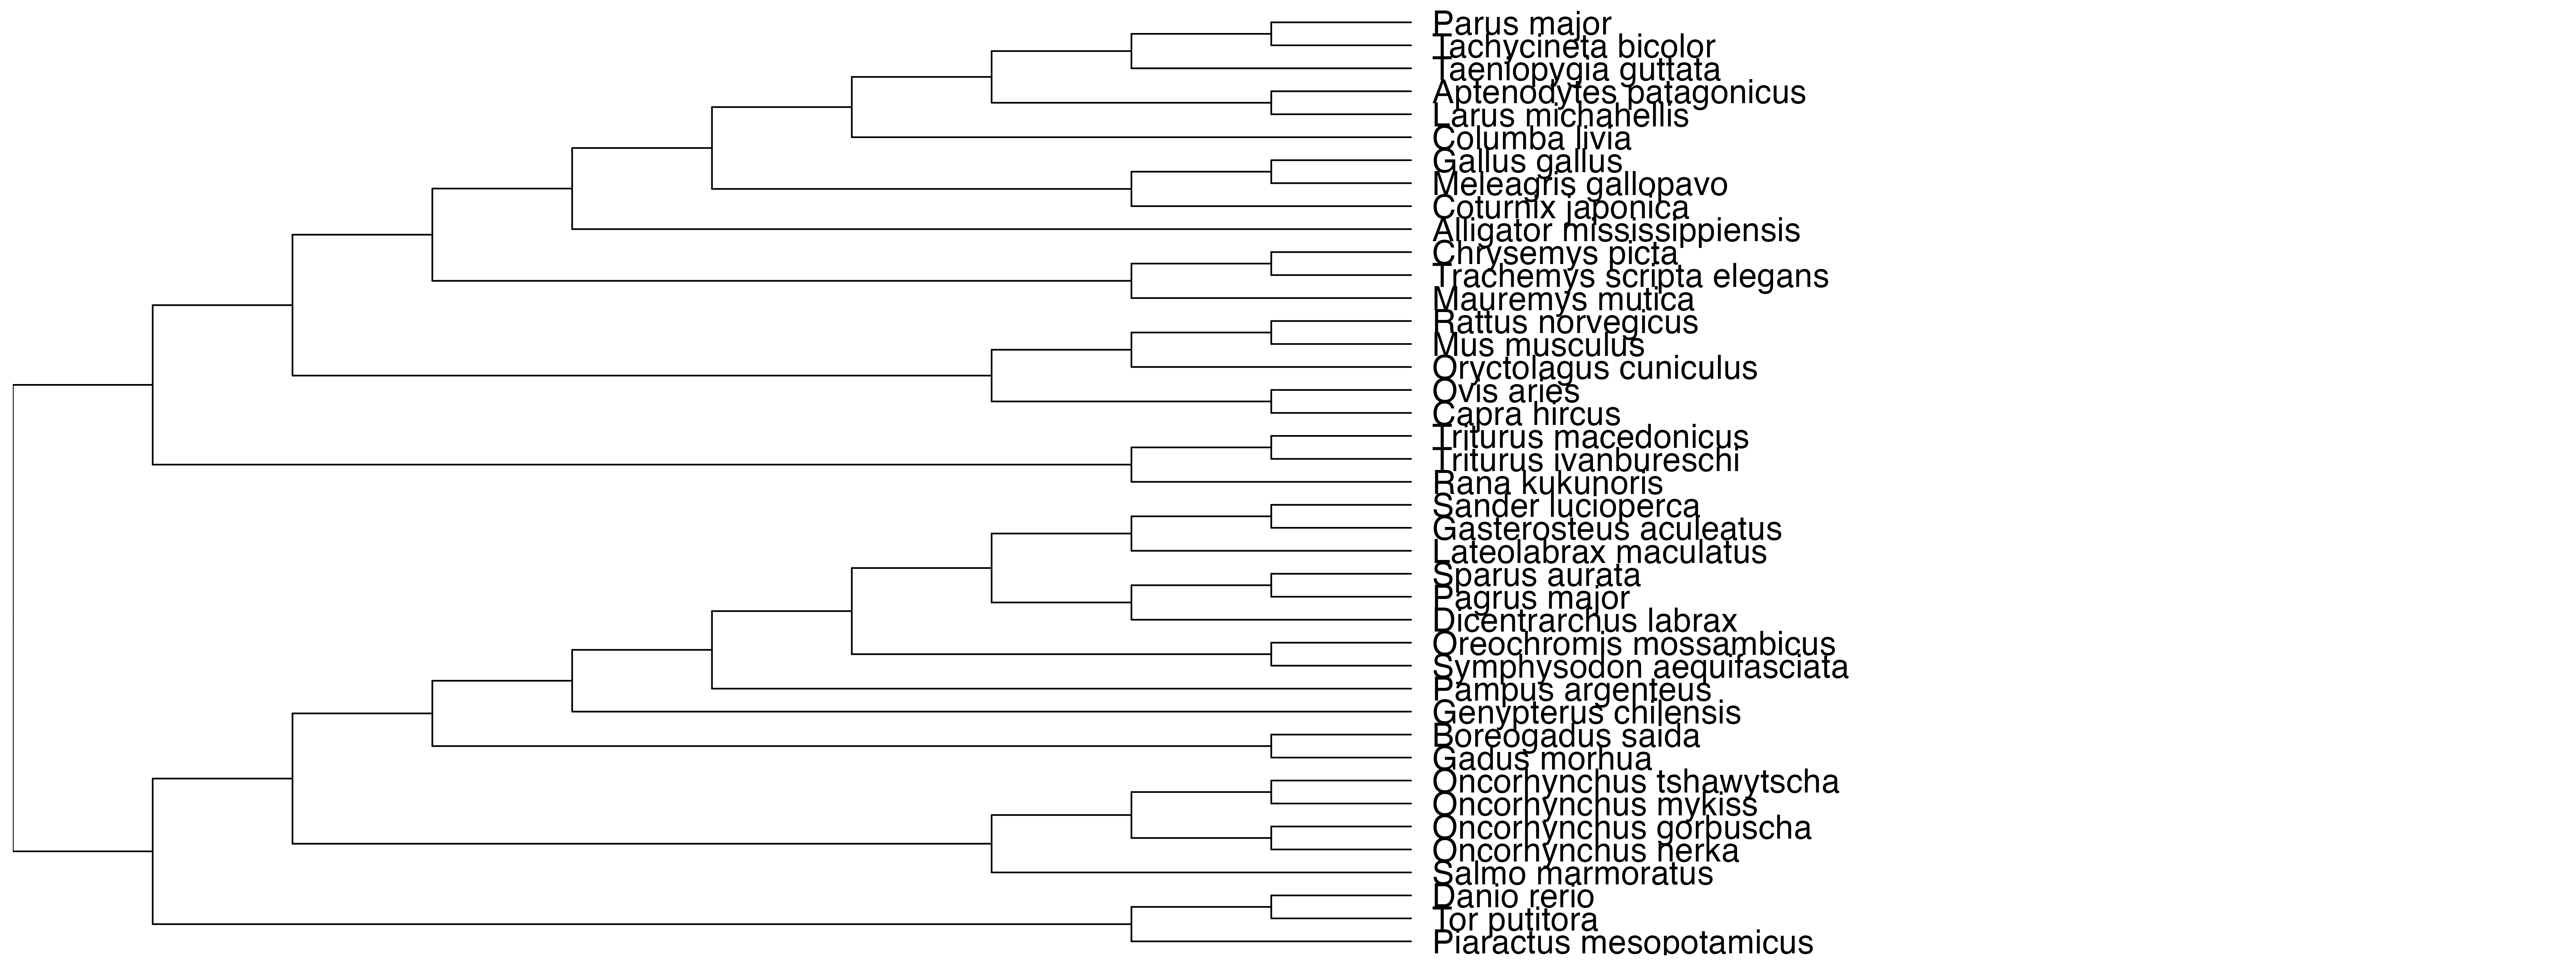 Parus major
Tachycineta bicolor
Taeniopygia guttata
Aptenodytes patagonicus
Larus michahellis
Columba livia
Gallus gallus
Meleagris gallopavo
Coturnix japonica
Alligator mississippiensis
Chrysemys picta
Trachemys scripta elegans
Mauremys mutica
Rattus norvegicus
Mus musculus
Oryctolagus cuniculus
Ovis aries
Capra hircus
Triturus macedonicus
Triturus ivanbureschi
Rana kukunoris
Sander lucioperca
Gasterosteus aculeatus
Lateolabrax maculatus
Sparus aurata
Pagrus major
Dicentrarchus labrax
Oreochromis mossambicus
Symphysodon aequifasciata
Pampus argenteus
Genypterus chilensis
Boreogadus saida
Gadus morhua
Oncorhynchus tshawytscha
Oncorhynchus mykiss
Oncorhynchus gorbuscha
Oncorhynchus nerka
Salmo marmoratus
Danio rerio
Tor putitora
Piaractus mesopotamicus